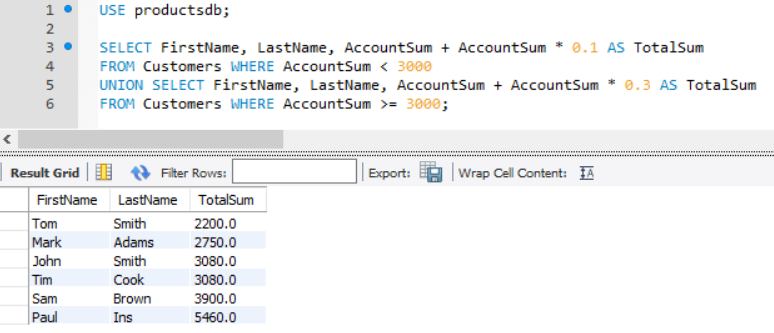 1 USE productsdb;
2
3 SELECT FirstName, LastName, AccountSum + AccountSum * 0.1 AS TotalSum
4 FROM Customers WHERE AccountSum < 3000
5 UNION SELECT FirstName, LastName, AccountSum + AccountSum * 0.3 AS TotalSum
6 FROM Customers WHERE AccountSum >= 3000;
Result Grid Filter Rows: Export: Wrap Cell Content:
FirstName LastName TotalSum
Tom Smith 2200.0
Mark Adams 2750.0
John Smith 3080.0
Tim Cook 3080.0
Sam Brown 3900.0
Paul Ins 5460.0